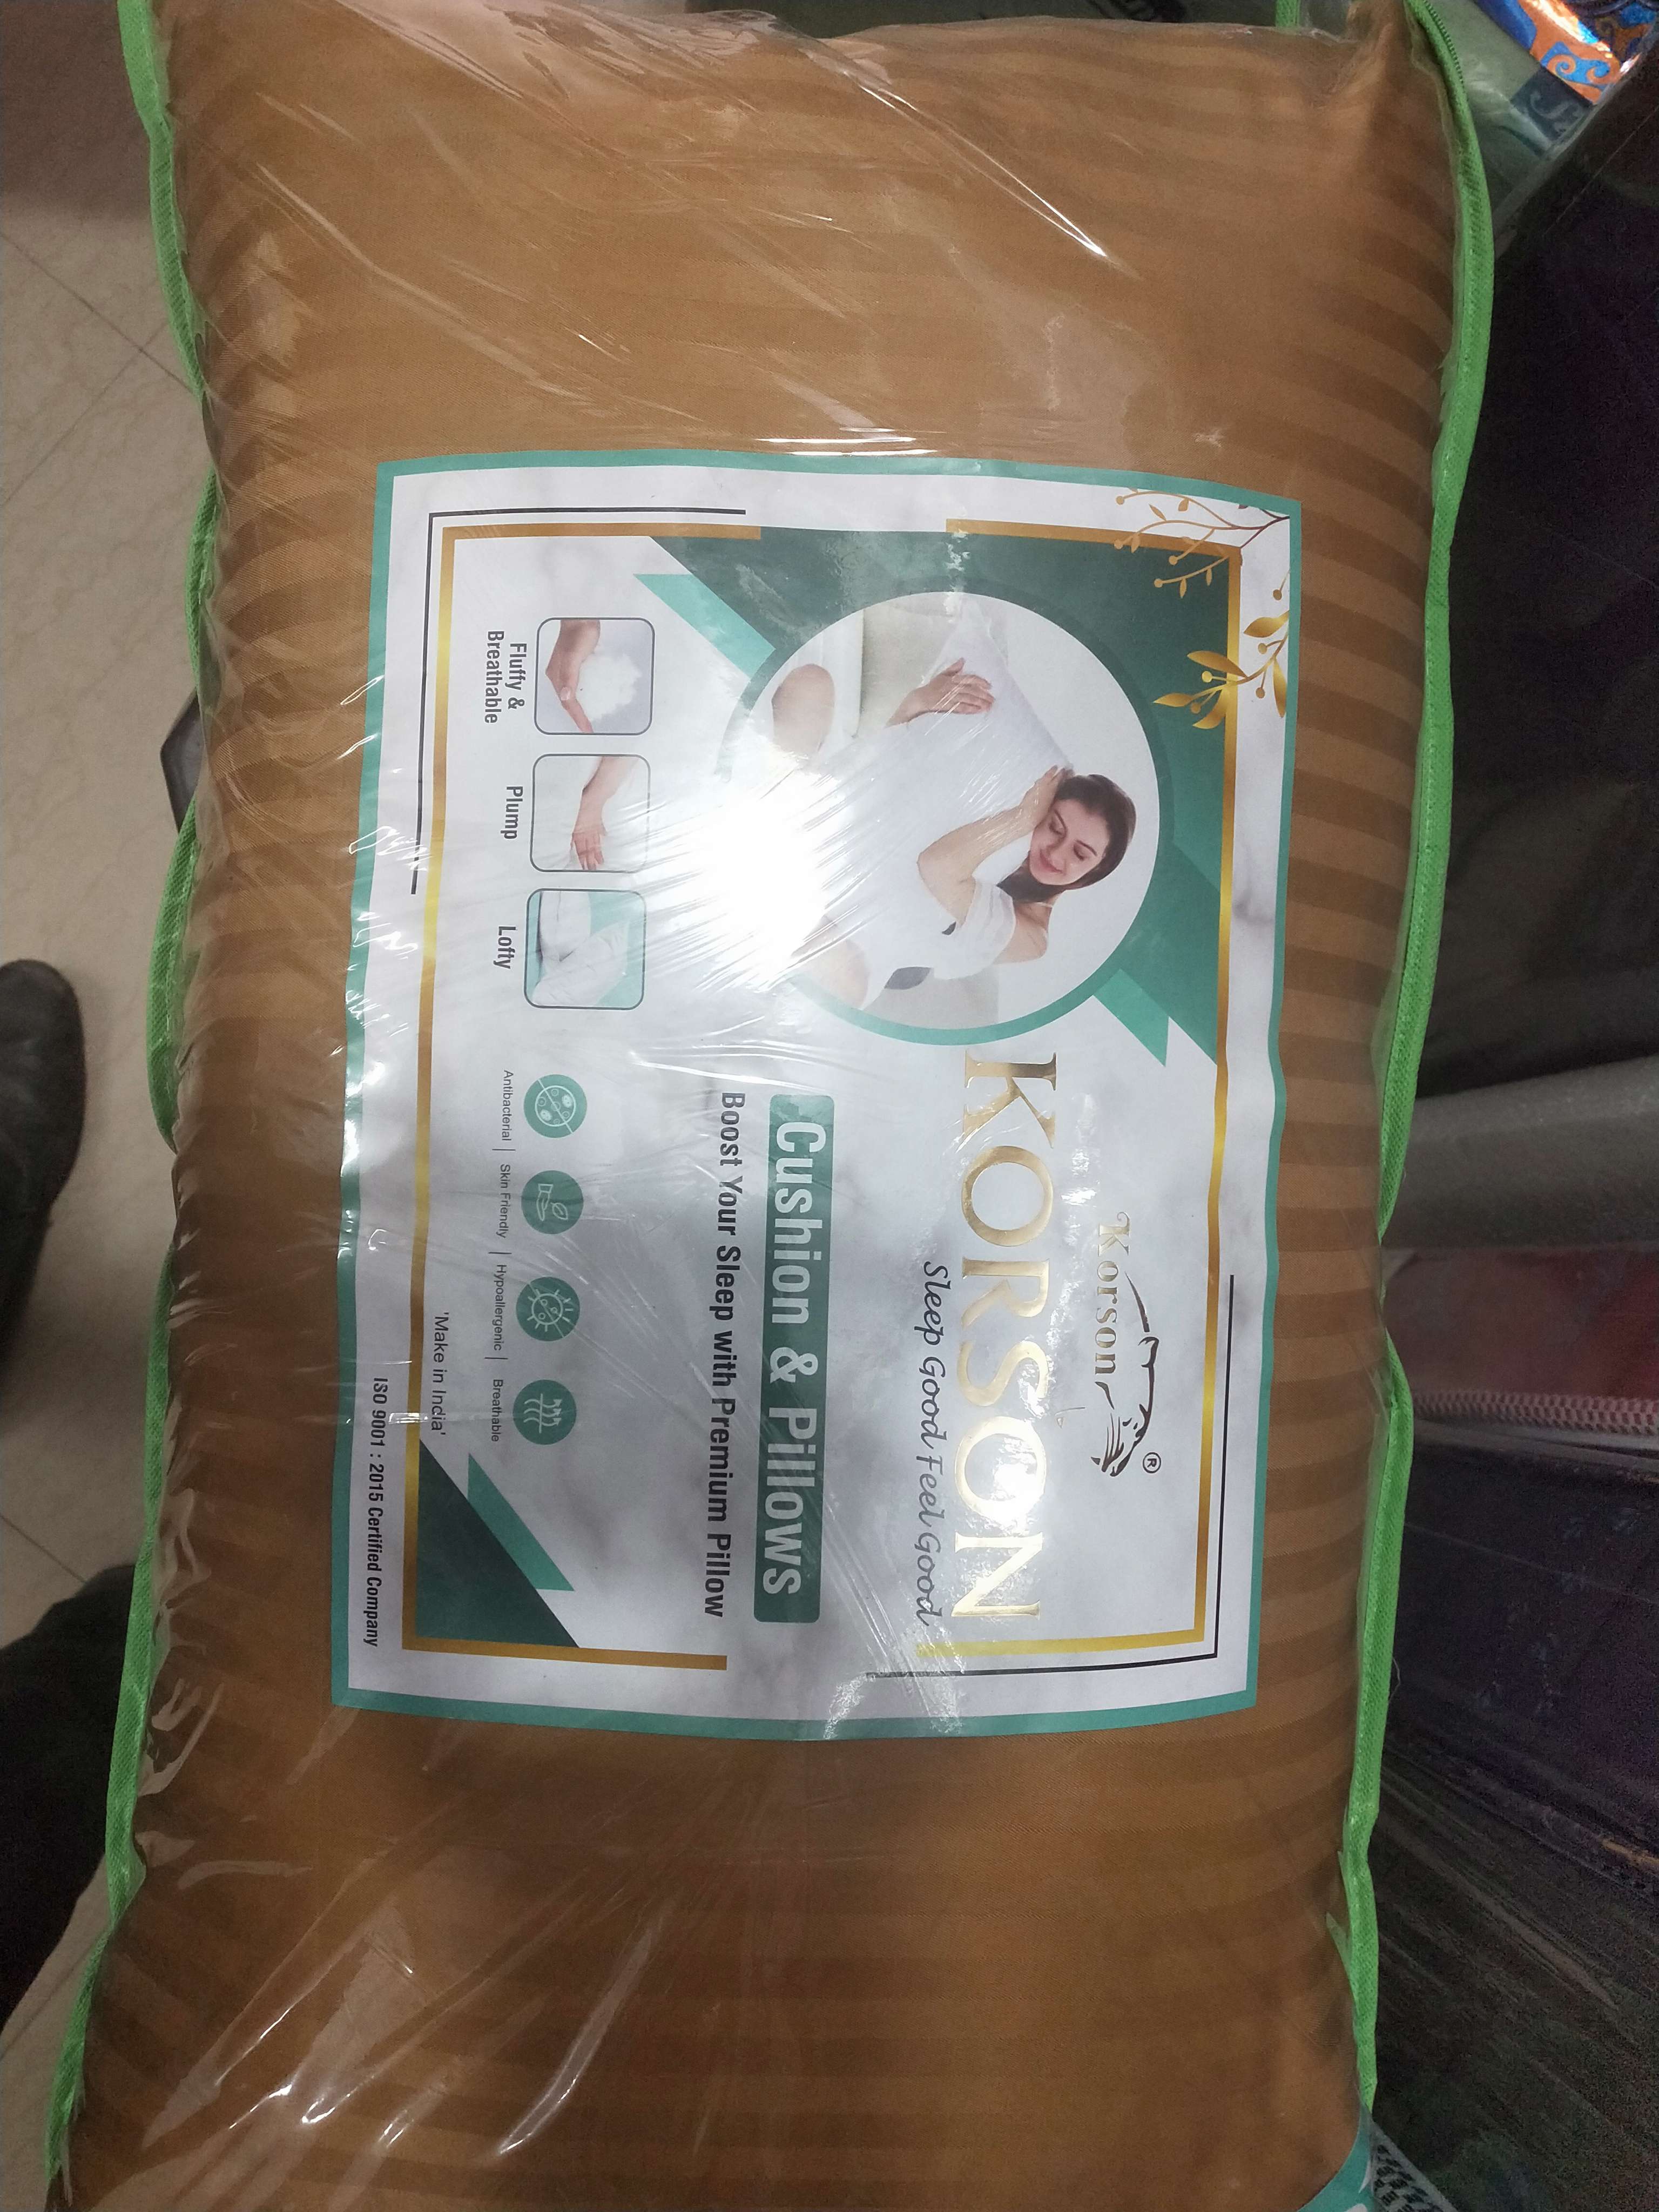 Korson
®
KORSON
Sleep Good Feel Good
Cushion & Pillows
Boost Your Sleep with Premium Pillow
Fluffy &
Breathable
Plump
Lofty
Antibacterial | Skin Friendly | Hypoallergenic | Breathable
'Make in India'
ISO 9001 : 2015 Certified Company